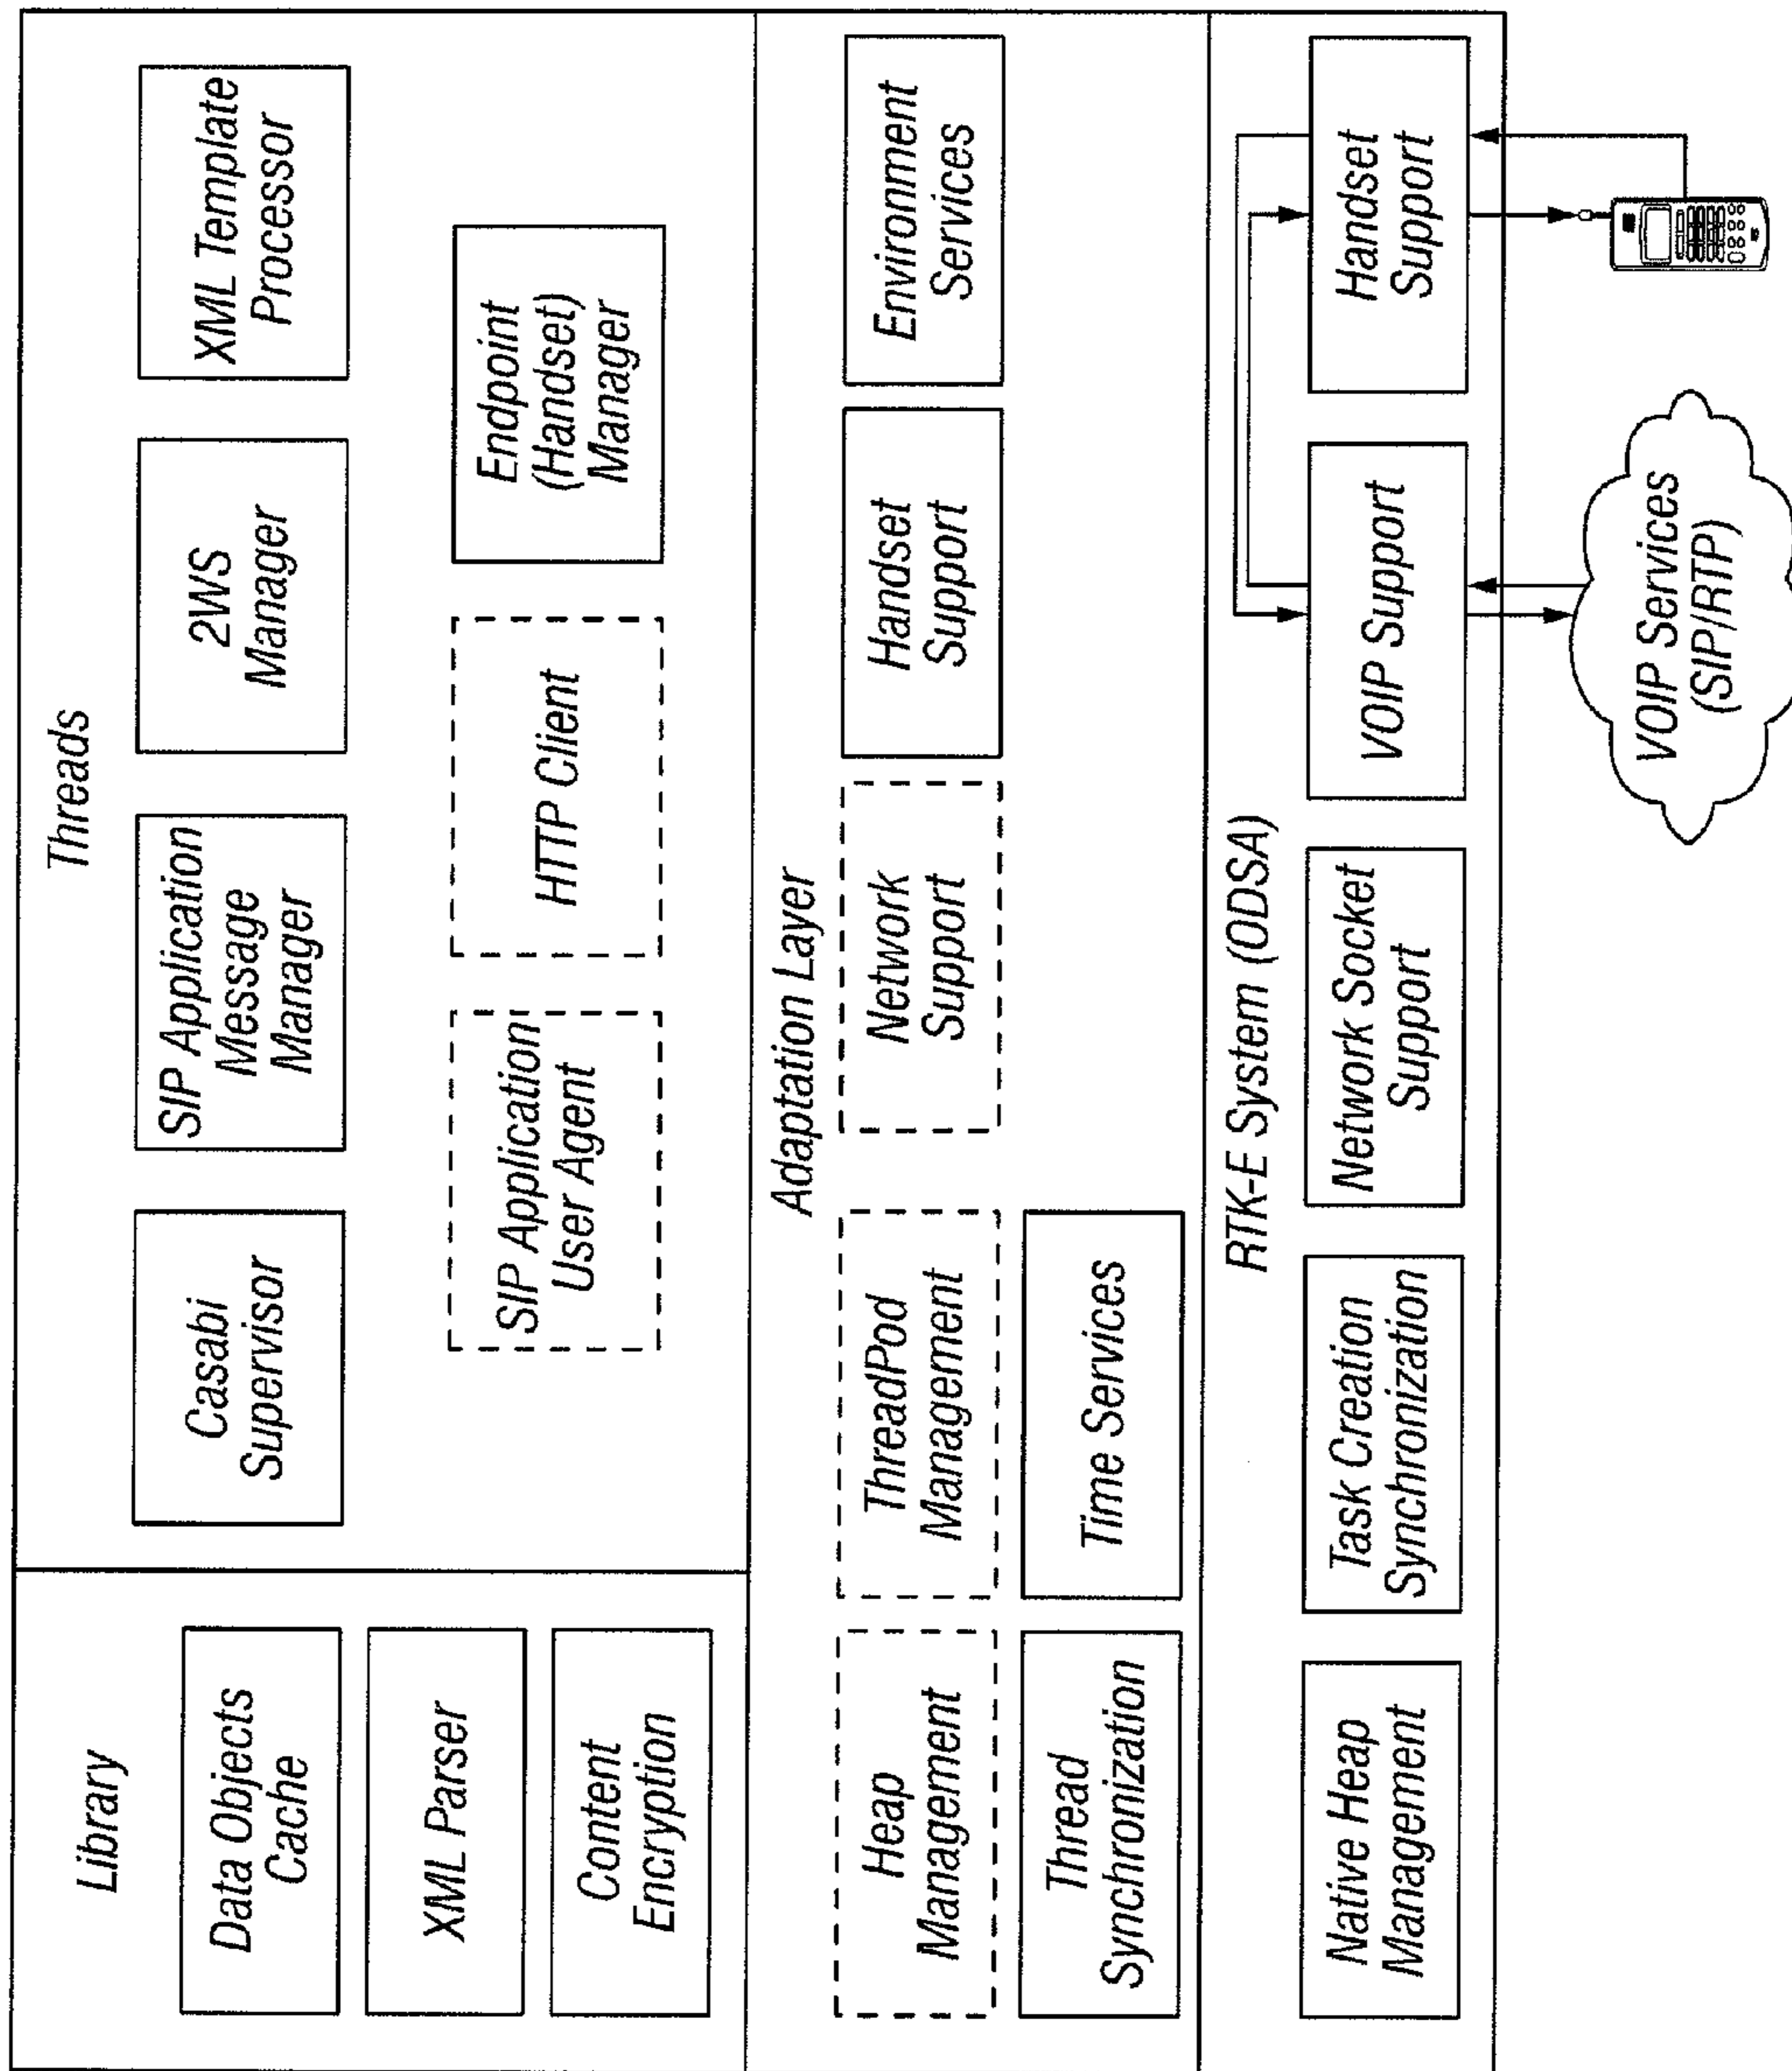 Library
Data Objects
Cache
XML Parser
Content
Encryption
Threads
Casabi
Supervisor
SIP Application
Message
Manager
2WS
Manager
XML Template
Processor
SIP Application
User Agent
HTTP Client
Endpoint
(Handset)
Manager
Adaptation Layer
Heap
Management
ThreadPod
Management
Network
Support
Handset
Support
Environment
Services
Thread
Synchronization
Time Services
RTK-E System (ODSA)
Native Heap
Management
Task Creation
Synchronization
Network Socket
Support
VOIP Support
Handset
Support
VOIP Services
(SIP/RTP)